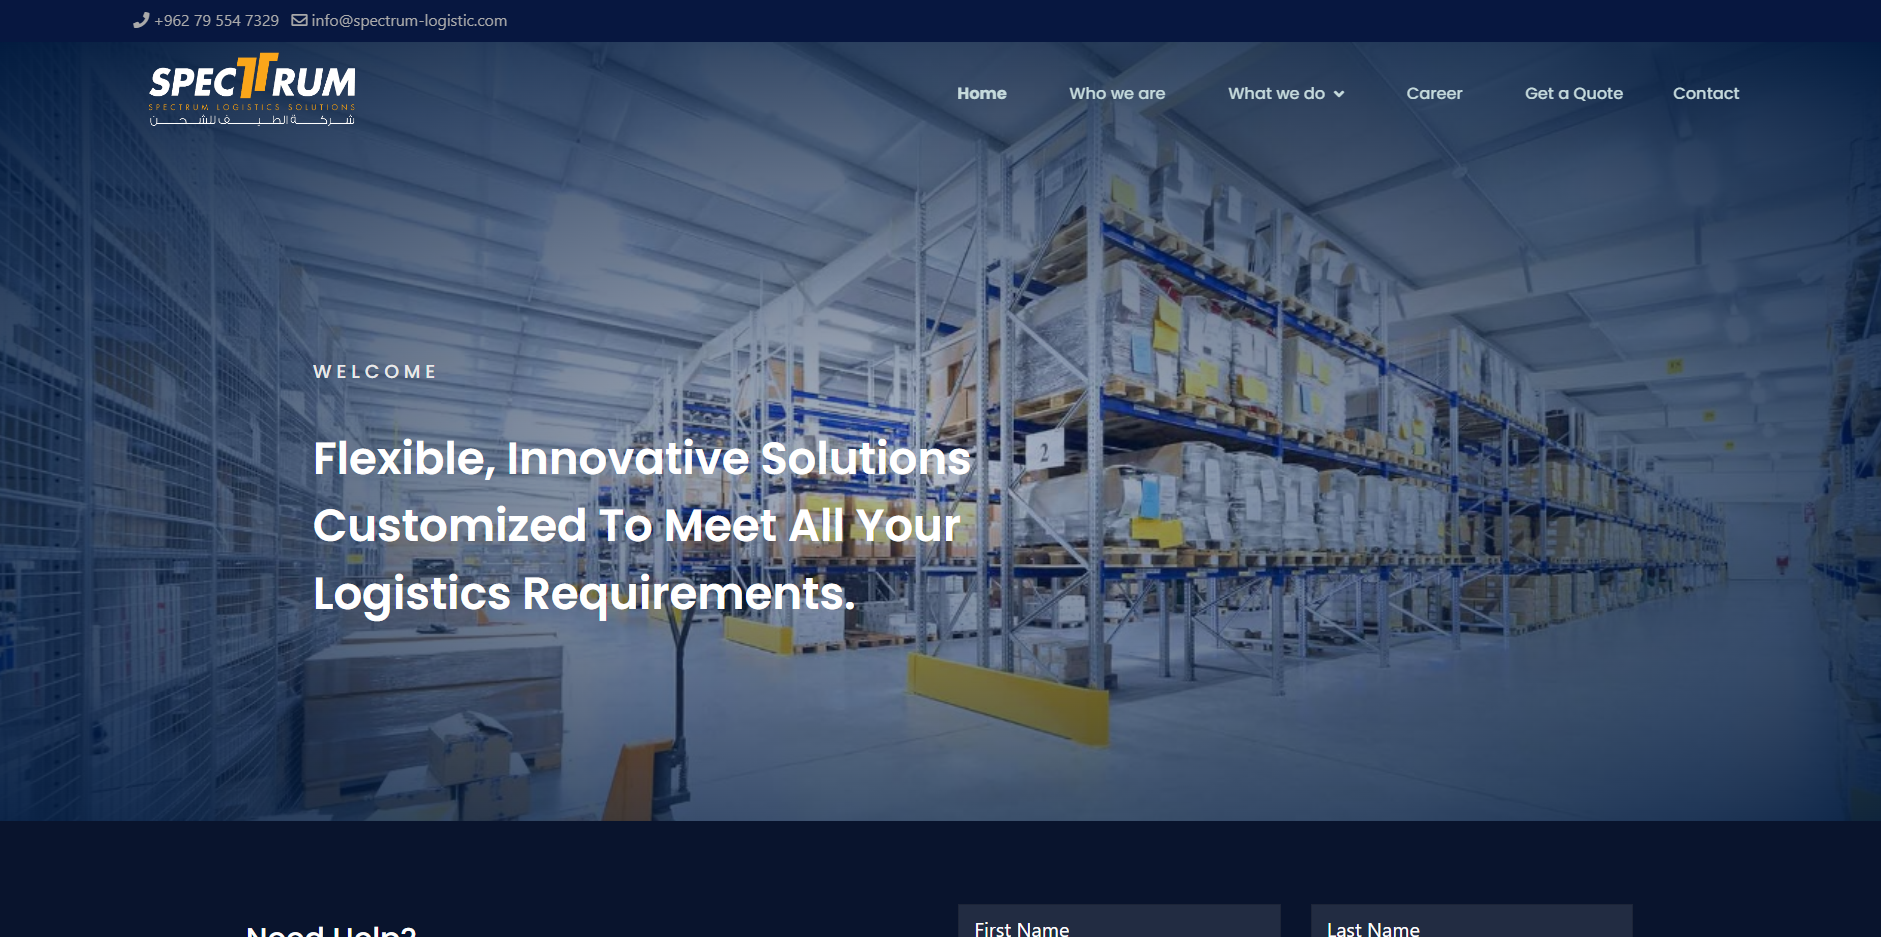 +962 79 554 7329 info@spectrum-logistic.com
SPECTRUM
SPECTRUM LOGISTICS SOLUTIONS
شركة الطيف للشحن
Home Who we are What we do Career Get a Quote Contact
WELCOME
Flexible, Innovative Solutions
Customized To Meet All Your
Logistics Requirements.
2
Need Help?
First Name Last Name